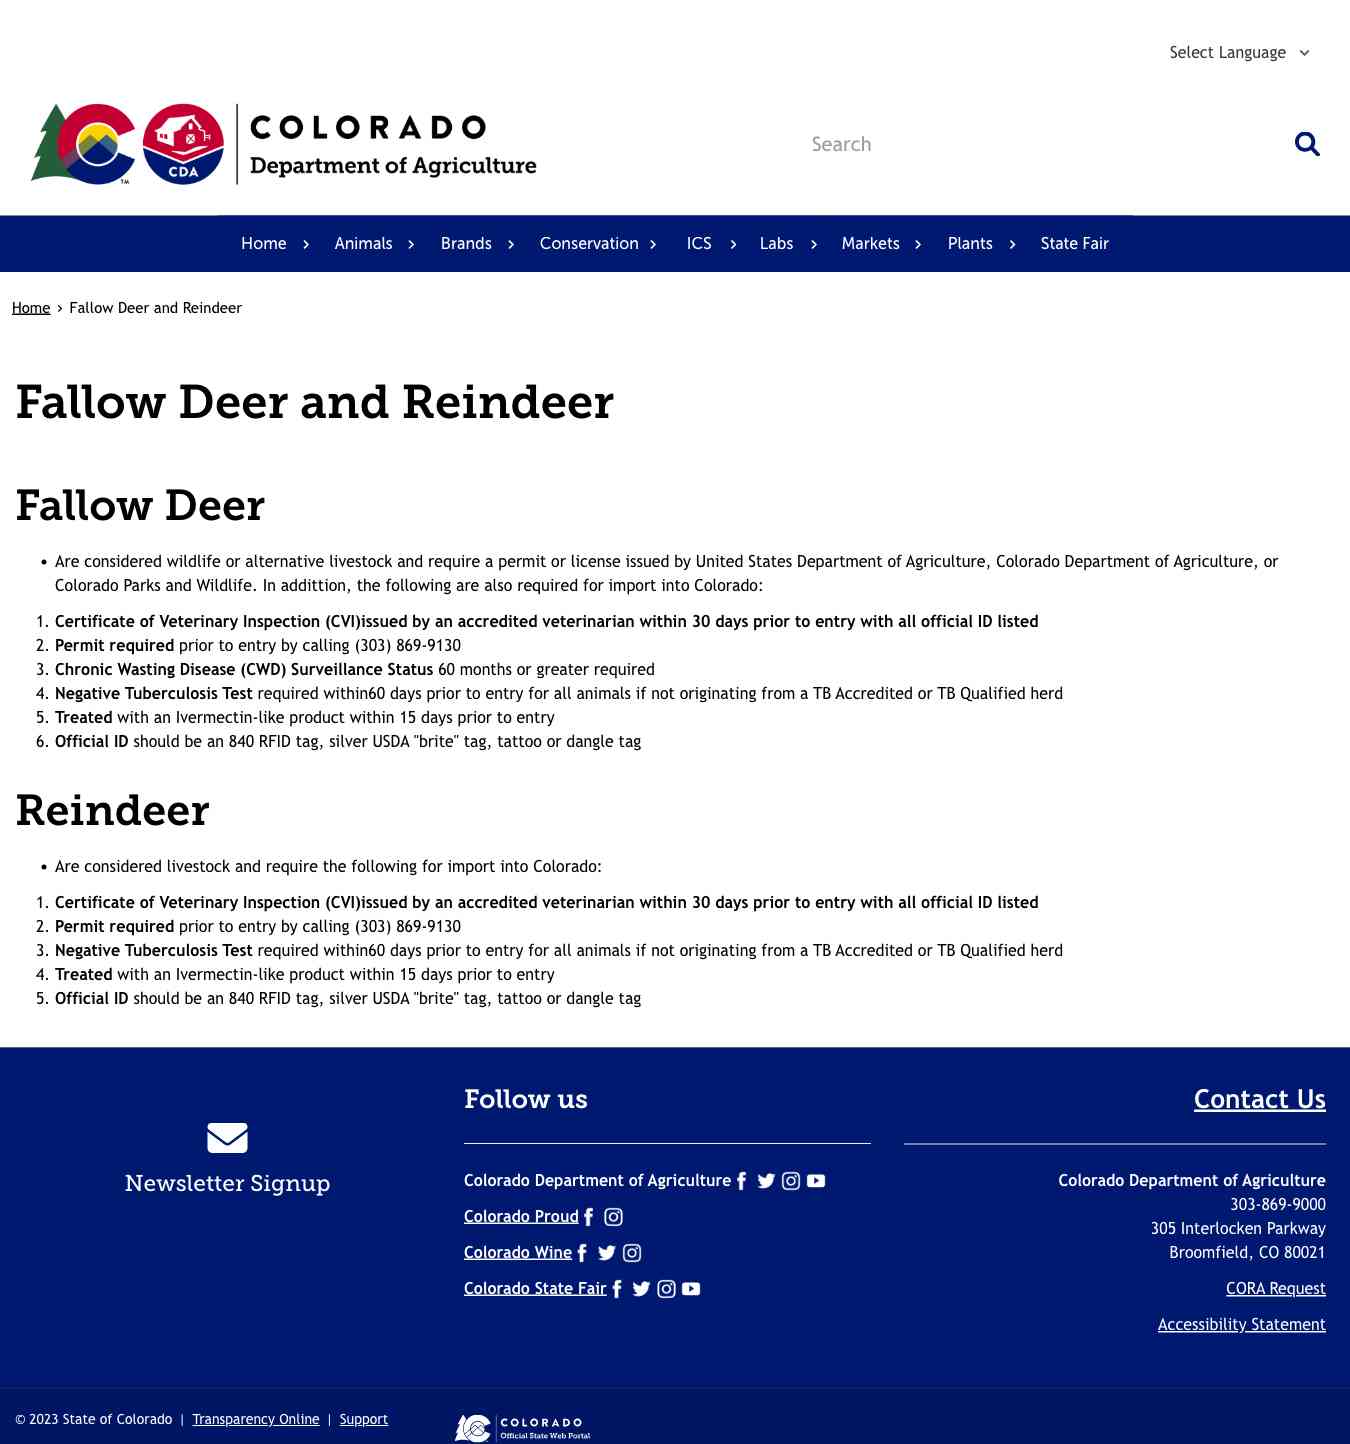 Select Language
TM
CDA
COLORADO
Department of Agriculture
Search
Home Animals Brands Conservation ICS Labs Markets Plants State Fair
Home › Fallow Deer and Reindeer
Fallow Deer and Reindeer
Fallow Deer
• Are considered wildlife or alternative livestock and require a permit or license issued by United States Department of Agriculture, Colorado Department of Agriculture, or
Colorado Parks and Wildlife. In addittion, the following are also required for import into Colorado:
1. Certificate of Veterinary Inspection (CVI)issued by an accredited veterinarian within 30 days prior to entry with all official ID listed
2. Permit required prior to entry by calling (303) 869-9130
3. Chronic Wasting Disease (CWD) Surveillance Status 60 months or greater required
4. Negative Tuberculosis Test required within60 days prior to entry for all animals if not originating from a TB Accredited or TB Qualified herd
5. Treated with an Ivermectin-like product within 15 days prior to entry
6. Official ID should be an 840 RFID tag, silver USDA "brite" tag, tattoo or dangle tag
Reindeer
• Are considered livestock and require the following for import into Colorado:
1. Certificate of Veterinary Inspection (CVI)issued by an accredited veterinarian within 30 days prior to entry with all official ID listed
2. Permit required prior to entry by calling (303) 869-9130
3. Negative Tuberculosis Test required within60 days prior to entry for all animals if not originating from a TB Accredited or TB Qualified herd
4. Treated with an Ivermectin-like product within 15 days prior to entry
5. Official ID should be an 840 RFID tag, silver USDA "brite" tag, tattoo or dangle tag
Newsletter Signup
Follow us
Colorado Department of Agriculture
Colorado Proud
Colorado Wine
Colorado State Fair
Contact Us
Colorado Department of Agriculture
303-869-9000
305 Interlocken Parkway
Broomfield, CO 80021
CORA Request
Accessibility Statement
© 2023 State of Colorado | Transparency Online | Support
COLORADO
Official State Web Portal